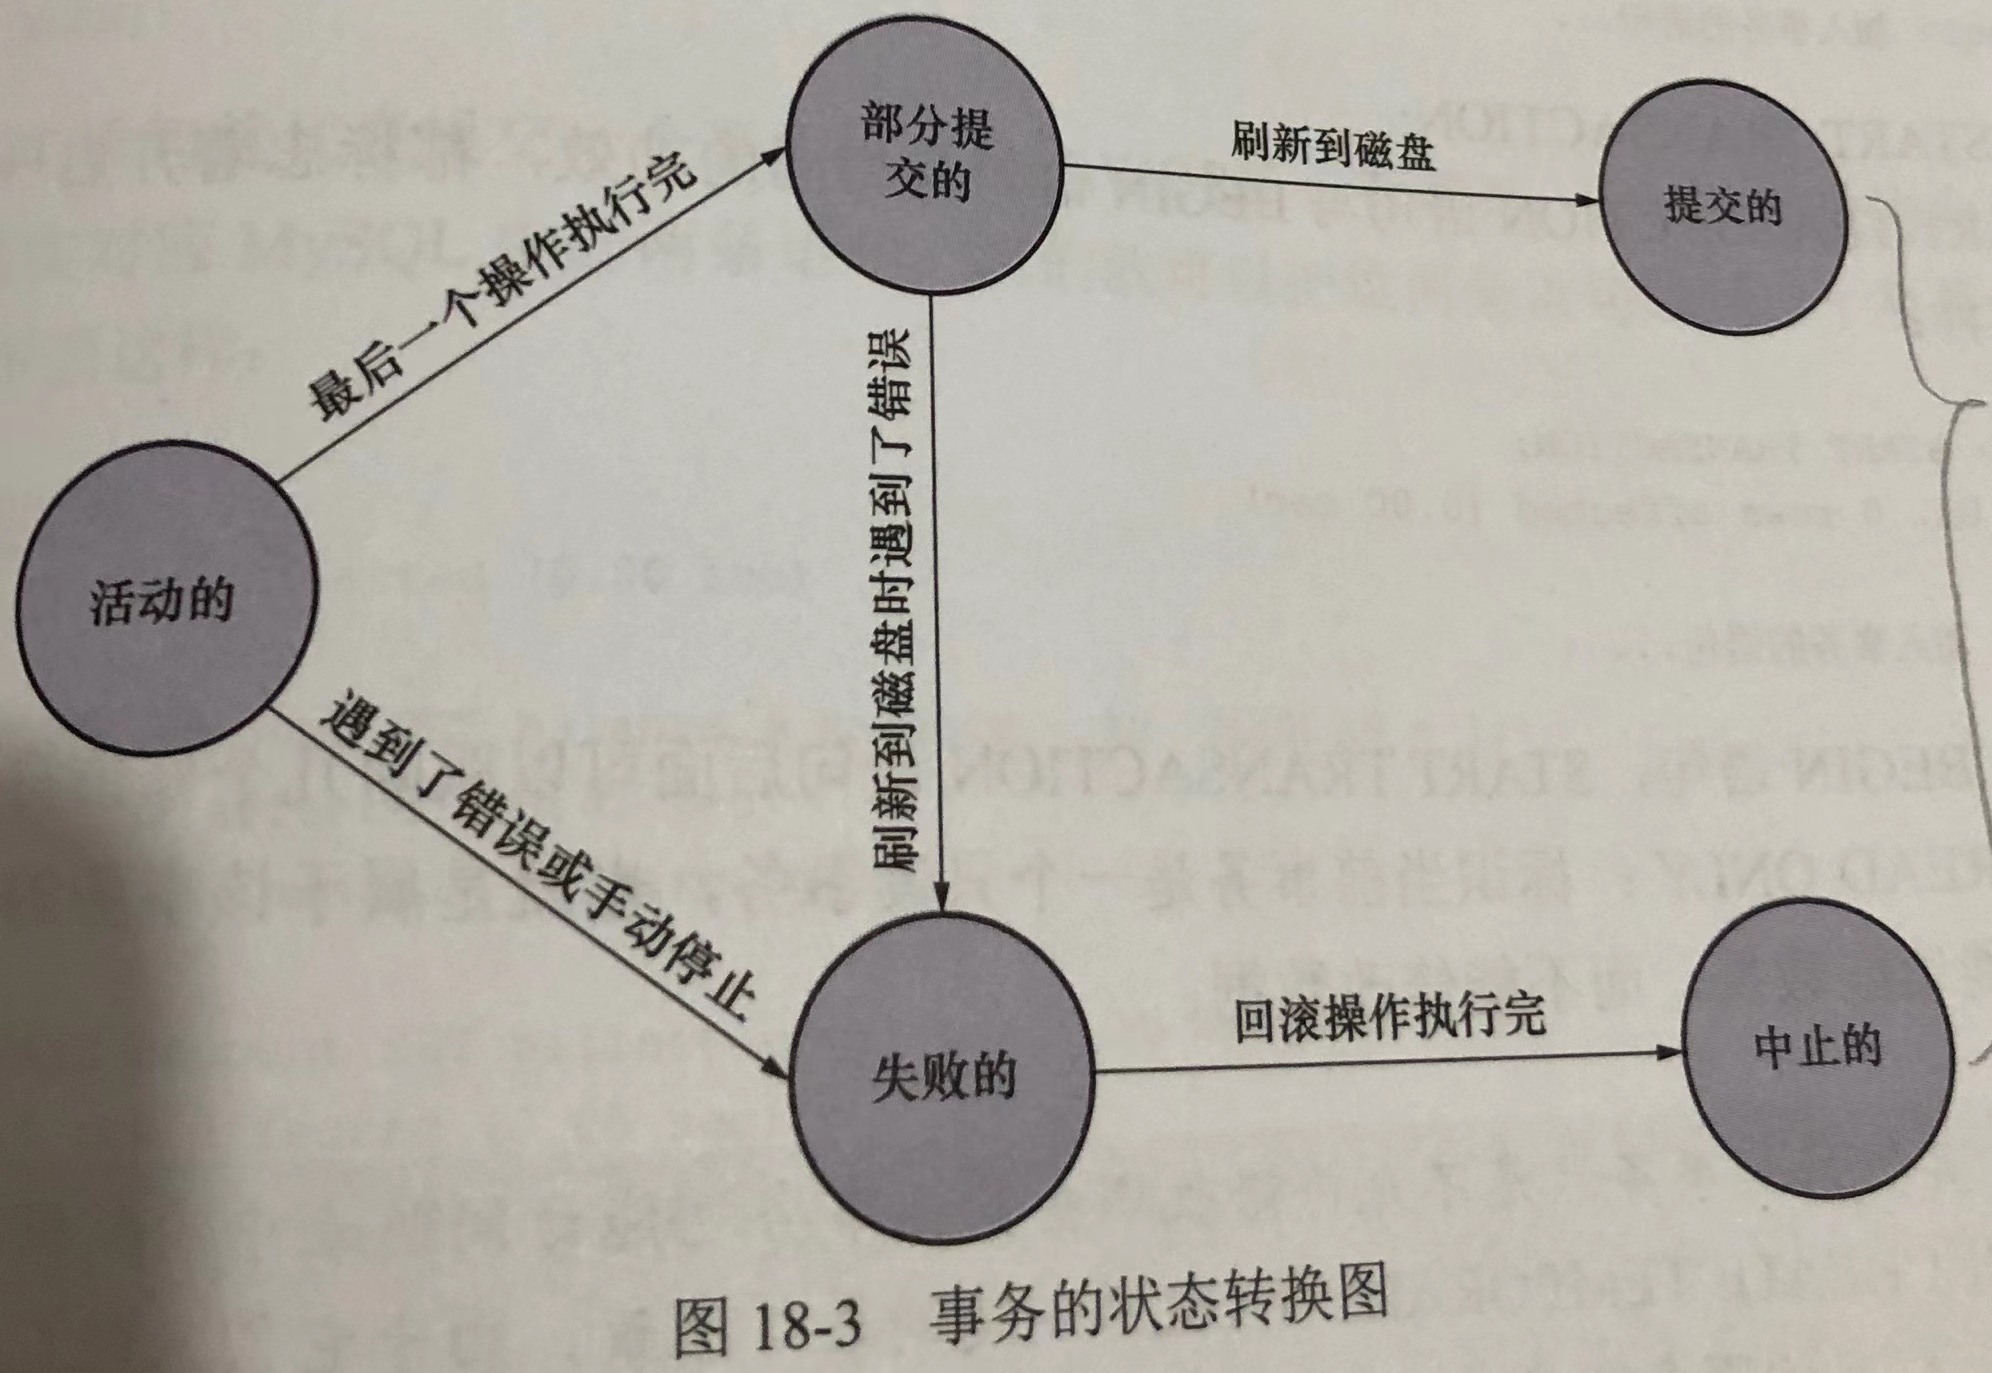 部分提
交的
刷新到磁盘
提交的
最后一个操作执行完
刷新到磁盘时遇到了错误
活动的
遇到了错误或手动停止
失败的
回滚操作执行完
中止的
图 18-3 事务的状态转换图